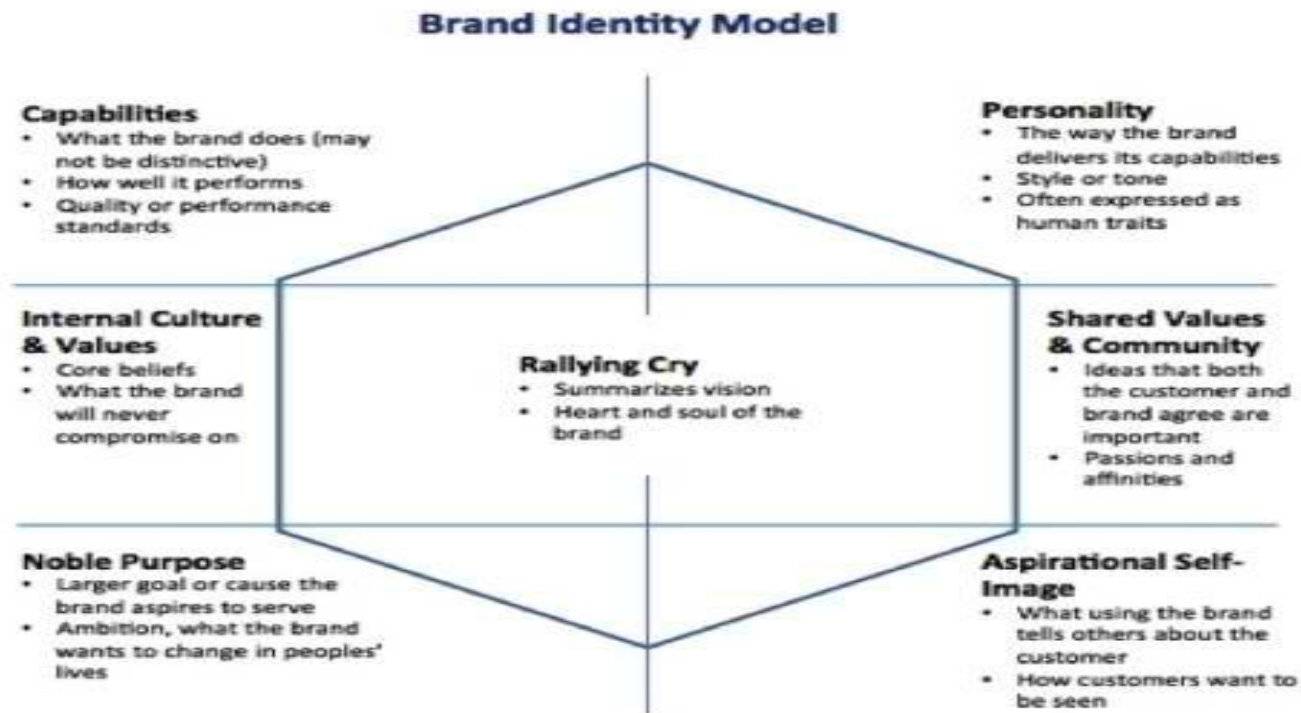 Brand Identity Model
Capabilities
• What the brand does (may
not be distinctive)
• How well it performs
• Quality or performance
standards
Personality
• The way the brand
delivers its capabilities
• Style or tone
• Often expressed as
human traits
Internal Culture
& Values
• Core beliefs
• What the brand
will never
compromise on
Rallying Cry
• Summarizes vision
• Heart and soul of the
brand
Shared Values
& Community
• Ideas that both
the customer and
brand agree are
important
• Passions and
affinities
Noble Purpose
• Larger goal or cause the
brand aspires to serve
• Ambition, what the brand
wants to change in peoples'
lives
Aspirational Self-
Image
• What using the brand
tells others about the
customer
• How customers want to
be seen